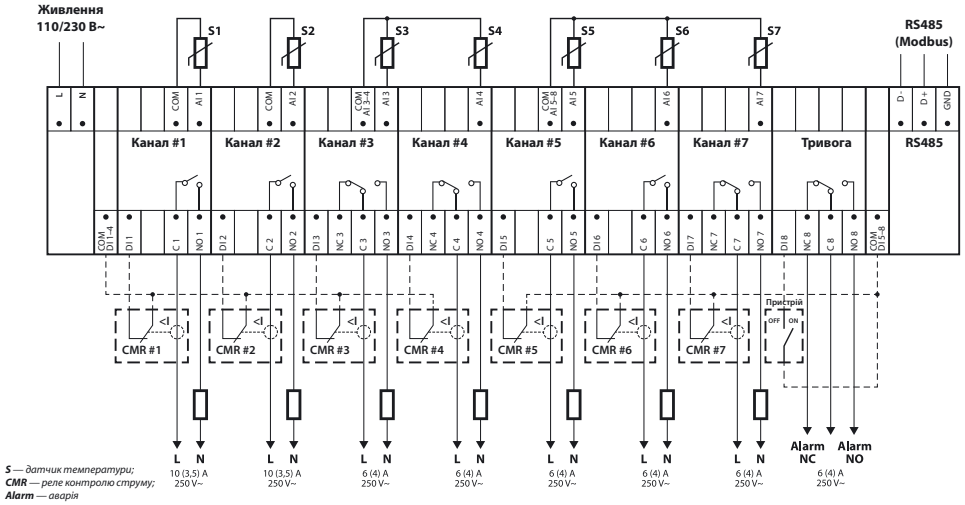 Живлення
110/230 В~
S1 S2 S3 S4 S5 S6 S7
RS485
(Modbus)
L N COM AI 1 COM AI 2 COM AI 3–4 AI 3 AI 4 COM AI 5–8 AI 5 AI 6 AI 7 D - D + GND
Канал #1 Канал #2 Канал #3 Канал #4 Канал #5 Канал #6 Канал #7 Тривога RS485
COM DI 1–4 DI 1 C 1 NO 1 DI 2 C 2 NO 2 DI 3 NC 3 C 3 NO 3 DI 4 NC 4 C 4 NO 4 DI 5 C 5 NO 5 DI 6 C 6 NO 6 DI 7 NC 7 C 7 NO 7 DI 8 NC 8 C 8 NO 8 COM DI 5–8
Пристрій
<I <I <I <I <I <I <I OFF ON
CMR #1 CMR #2 CMR #3 CMR #4 CMR #5 CMR #6 CMR #7
Alarm Alarm
L N L N L N L N L N L N L N NC NO
10 (3,5) A 10 (3,5) A 6 (4) A 6 (4) A 6 (4) A 6 (4) A 6 (4) A 6 (4) A
250 V~ 250 V~ 250 V~ 250 V~ 250 V~ 250 V~ 250 V~ 250 V~
S — датчик температури;
CMR — реле контролю струму;
Alarm — аварія